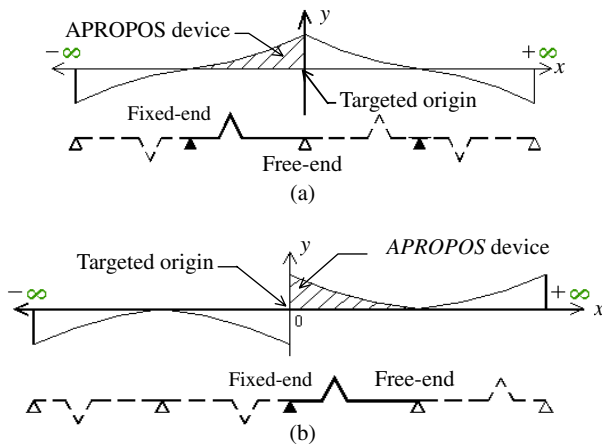 y
APROPOS device
− ∞
+ ∞
x
Targeted origin
Fixed-end
Free-end
(a)
y
Targeted origin
APROPOS device
− ∞
+ ∞
0
x
Fixed-end
Free-end
(b)